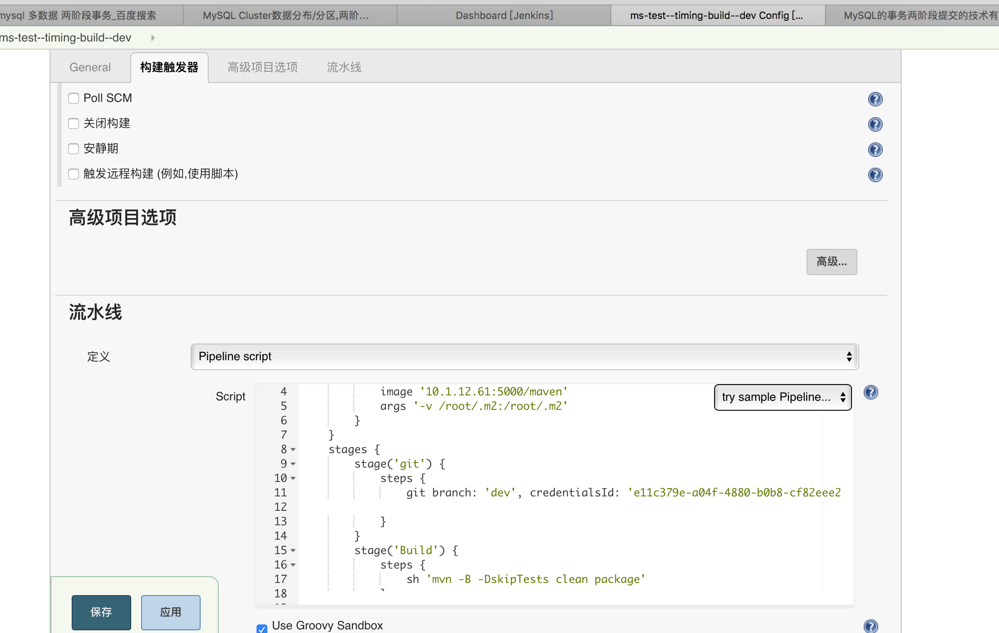 mysql 多数据 两阶段事务_百度搜索
MySQL Cluster数据分布/分区,两阶...
Dashboard [Jenkins]
ms-test--timing-build--dev Config [...
MySQL的事务两阶段提交的技术有
ms-test--timing-build--dev
General
构建触发器
高级项目选项
流水线
Poll SCM
关闭构建
安静期
触发远程构建 (例如,使用脚本)
高级项目选项
高级...
流水线
定义
Pipeline script
Script
try sample Pipeline...
4 image '10.1.12.61:5000/maven'
5 args '-v /root/.m2:/root/.m2'
6 }
7 }
8 stages {
9 stage('git') {
10 steps {
11 git branch: 'dev', credentialsId: 'e11c379e-a04f-4880-b0b8-cf82eee2
12
13 }
14 }
15 stage('Build') {
16 steps {
17 sh 'mvn -B -DskipTests clean package'
18 }
保存
应用
Use Groovy Sandbox